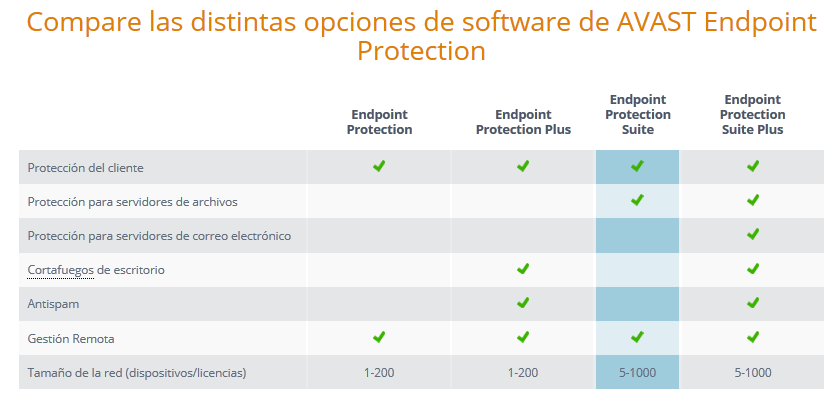 Compare las distintas opciones de software de AVAST Endpoint
Protection
Endpoint
Protection
Endpoint
Protection Plus
Endpoint
Protection
Suite
Endpoint
Protection
Suite Plus
Protección del cliente
Protección para servidores de archivos
Protección para servidores de correo electrónico
Cortafuegos de escritorio
Antispam
Gestión Remota
Tamaño de la red (dispositivos/licencias) 1-200 1-200 5-1000 5-1000